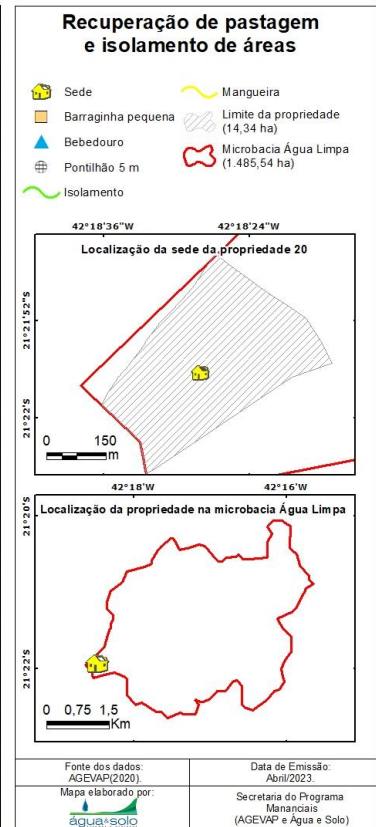 Recuperação de pastagem
e isolamento de áreas
Sede
Barraginha pequena
Bebedouro
Pontilhão 5 m
Isolamento
Mangueira
Limite da propriedade
(14,34 ha)
Microbacia Água Limpa
(1.485,54 ha)
42°18'36"W 42°18'24"W
Localização da sede da propriedade 20
21°21'52"S
21°22'S
0 150
m
42°18'W 42°16'W
Localização da propriedade na microbacia Água Limpa
21°20'S
21°22'S
0 0,75 1,5
Km
Fonte dos dados:
AGEVAP(2020).
Data de Emissão:
Abril/2023.
Mapa elaborado por:
água&solo
Secretaria do Programa
Mananciais
(AGEVAP e Água e Solo)